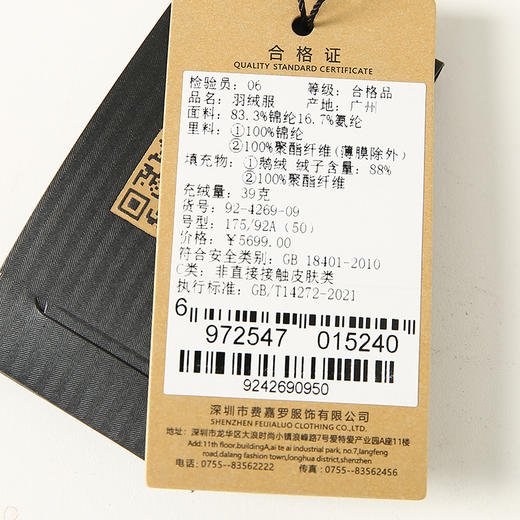 合格证
QUALITY STANDARD CERTIFICATE
检验员: 06 等级: 合格品
品名: 羽绒服 产地: 广州
面料: 83.3%锦纶16.7%氨纶
里料: ①100%锦纶
②100%聚酯纤维(薄膜除外)
填充物: ①鹅绒 绒子含量: 88%
②100%聚酯纤维
充绒量: 39克
货号: 92-4269-09
号型: 175/92A (50)
价格: ￥5699.00
符合安全类别: GB 18401-2010
C类: 非直接接触皮肤类
执行标准: GB/T14272-2021
6 972547 015240
9242690950
深圳市费嘉罗服饰有限公司
SHENZHEN FEIJIALUO CLOTHING CO.LTD.
地址:深圳市龙华区大浪时尚小镇浪峰路7号爱特爱产业园A座11楼
Add:11th floor,buildingA,ai te ai industrial park, no.7,langfeng
road,dalang fashion town,longhua district,shenzhen;
电话: 0755--83562222 传真: 0755--83562456